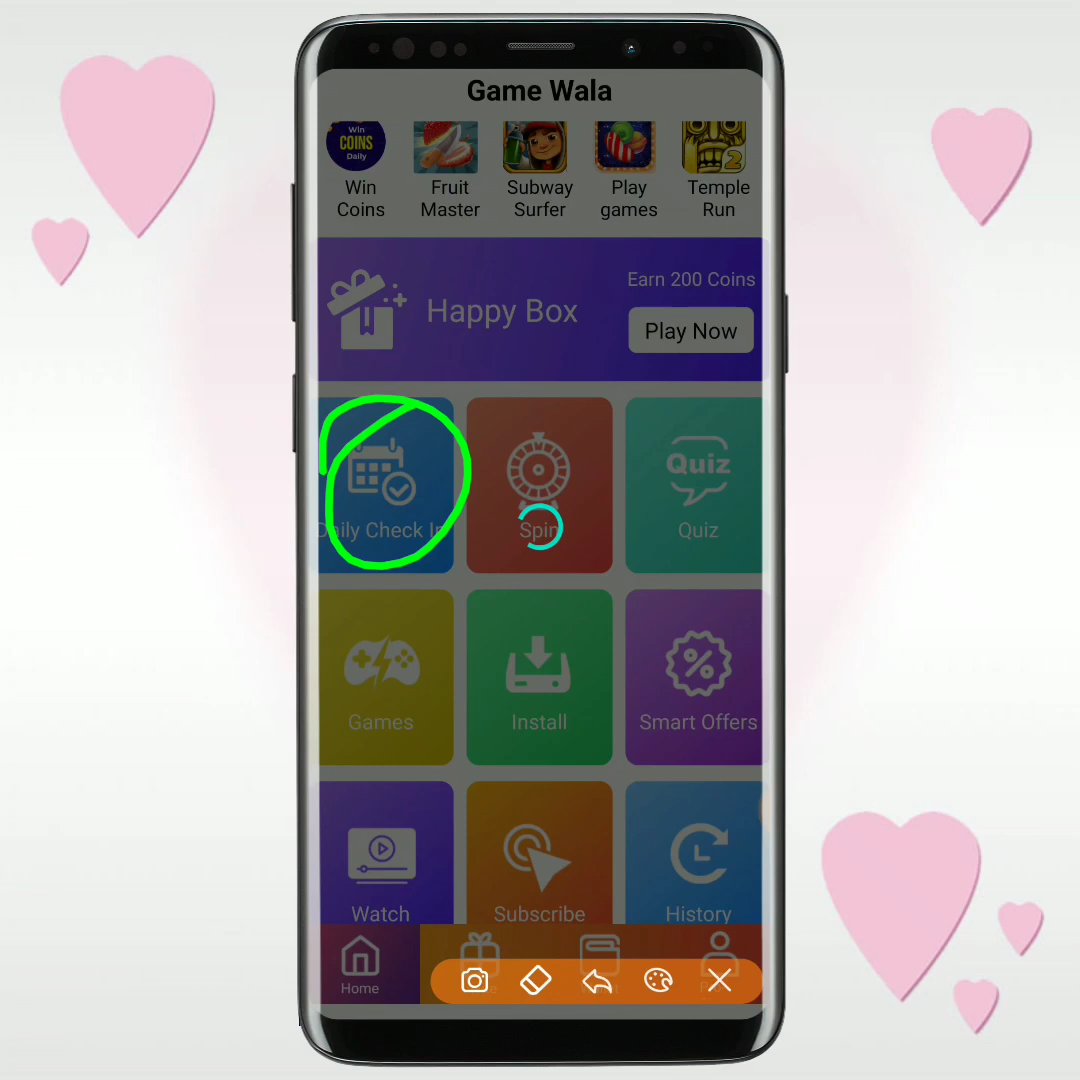 Game Wala
Win
COINS
Daily
2
Win
Coins
Fruit
Master
Subway
Surfer
Play
games
Temple
Run
Happy Box
Earn 200 Coins
Play Now
Daily Check In
Spin
Quiz
Quiz
Games
Install
Smart Offers
Watch
Subscribe
History
Home